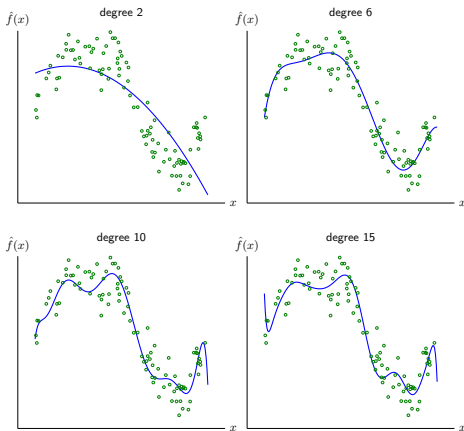 degree 2
f̂(x)
x
degree 6
f̂(x)
x
degree 10
f̂(x)
x
degree 15
f̂(x)
x